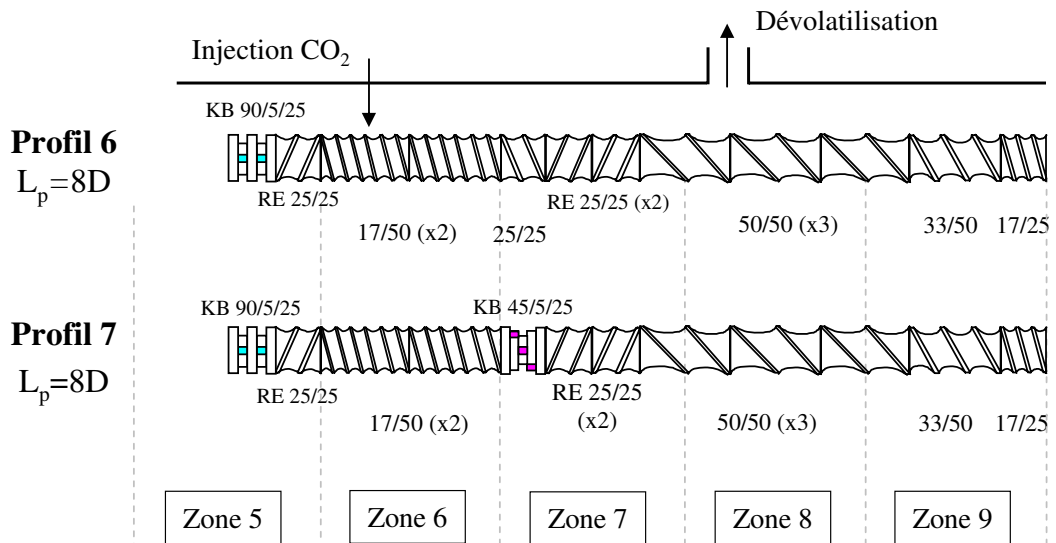 Dévolatilisation
Injection CO₂
KB 90/5/25
Profil 6
Lₚ=8D
RE 25/25
RE 25/25 (x2)
17/50 (x2)
25/25
50/50 (x3)
33/50
17/25
KB 90/5/25
KB 45/5/25
Profil 7
Lₚ=8D
RE 25/25
RE 25/25
(x2)
17/50 (x2)
50/50 (x3)
33/50
17/25
Zone 5
Zone 6
Zone 7
Zone 8
Zone 9